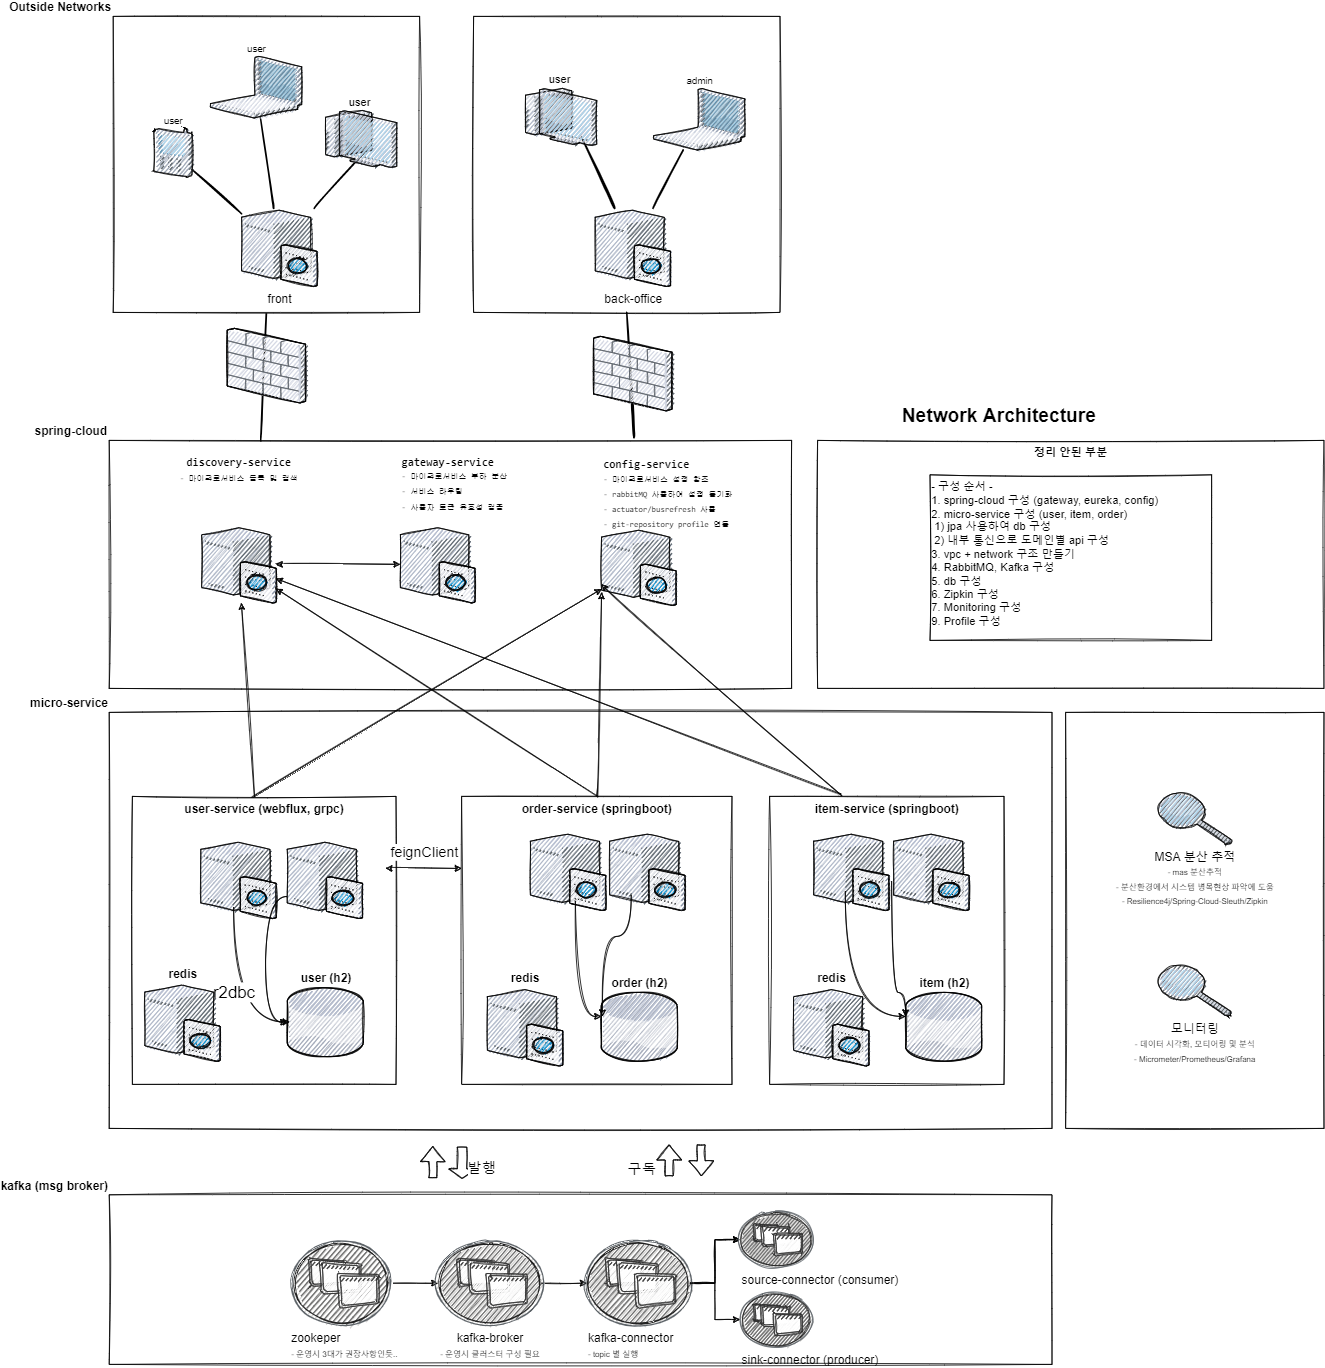 Outside Networks
user
user
user
front
user
admin
back-office
Network Architecture
spring-cloud
discovery-service
- 마이크로서비스 등록 및 검색
gateway-service
- 마이크로서비스 부하 분산
- 서비스 라우팅
- 사용자 토큰 유효성 검증
config-service
- 마이크로서비스 설정 참조
- rabbitMQ 사용하여 설정 동기화
- actuator/busrefresh 사용
- git-repository profile 연동
정리 안된 부분
- 구성 순서 -
1. spring-cloud 구성 (gateway, eureka, config)
2. micro-service 구성 (user, item, order)
1) jpa 사용하여 db 구성
2) 내부 통신으로 도메인별 api 구성
3. vpc + network 구조 만들기
4. RabbitMQ, Kafka 구성
5. db 구성
6. Zipkin 구성
7. Monitoring 구성
9. Profile 구성
micro-service
user-service (webflux, grpc)
feignClient
redis
r2dbc
user (h2)
order-service (springboot)
redis
order (h2)
item-service (springboot)
redis
item (h2)
MSA 분산 추적
- mas 분산추적
- 분산환경에서 시스템 병목현상 파악에 도움
- Resilience4j/Spring-Cloud-Sleuth/Zipkin
모니터링
- 데이터 시각화, 모티어링 및 분석
- Micrometer/Prometheus/Grafana
발행
구독
kafka (msg broker)
zookeper
- 운영시 3대가 권장사항인듯..
kafka-broker
- 운영시 클러스터 구성 필요
kafka-connector
- topic 별 실행
source-connector (consumer)
sink-connector (producer)